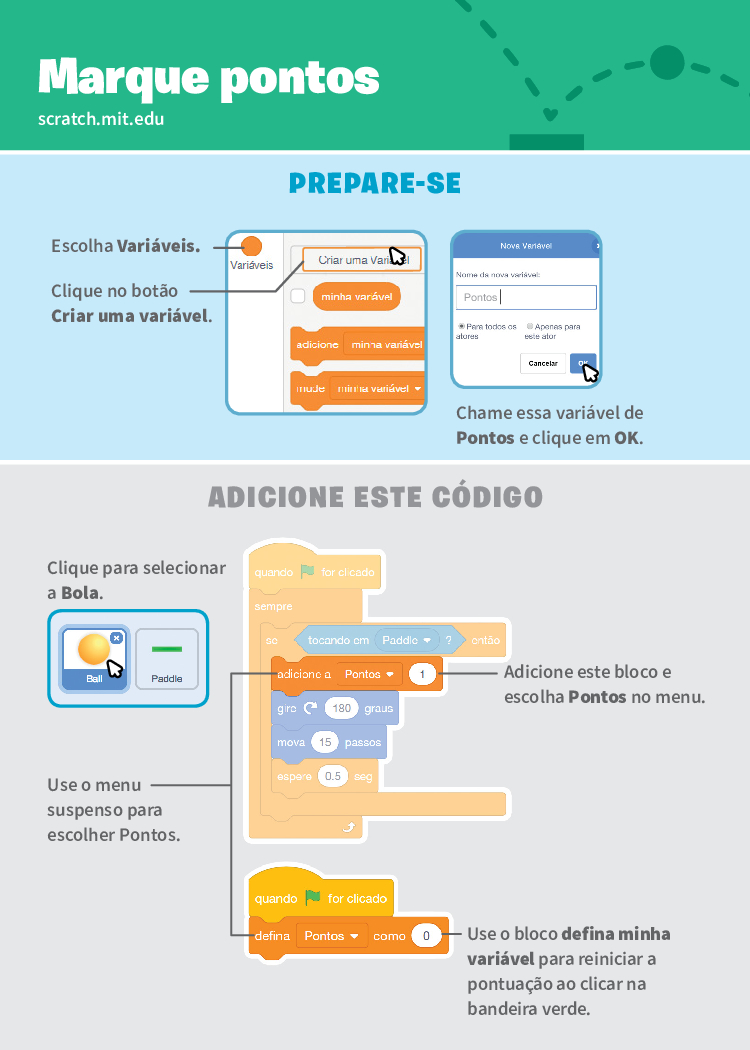 Marque pontos
scratch.mit.edu
PREPARE-SE
Escolha Variáveis.
Clique no botão
Criar uma variável.
Variáveis
Criar uma Variável
minha variável
adicione minha variável
mude minha variável
Nova Variável
Nome da nova variável:
Pontos
Para todos os atores
Apenas para este ator
Cancelar
OK
Chame essa variável de
Pontos e clique em OK.
ADICIONE ESTE CÓDIGO
Clique para selecionar
a Bola.
Ball
Paddle
quando for clicado
sempre
se tocando em Paddle ? então
adicione a Pontos 1
gire 180 graus
mova 15 passos
espere 0.5 seg
Adicione este bloco e
escolha Pontos no menu.
Use o menu
suspenso para
escolher Pontos.
quando for clicado
defina Pontos como 0
Use o bloco defina minha
variável para reiniciar a
pontuação ao clicar na
bandeira verde.